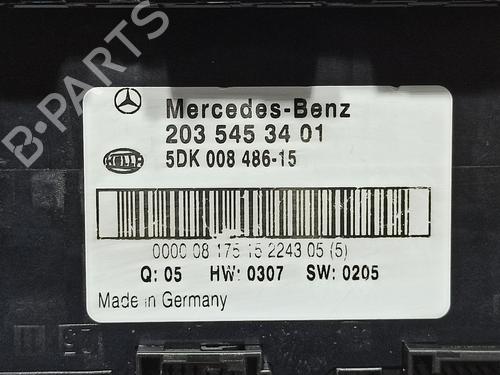 B-PARTS
Mercedes-Benz
203 545 34 01
HELLA
5DK 008 486-15
0000 08 175 15 2243 05 (5)
Q: 05 HW: 0307 SW: 0205
Made in Germany